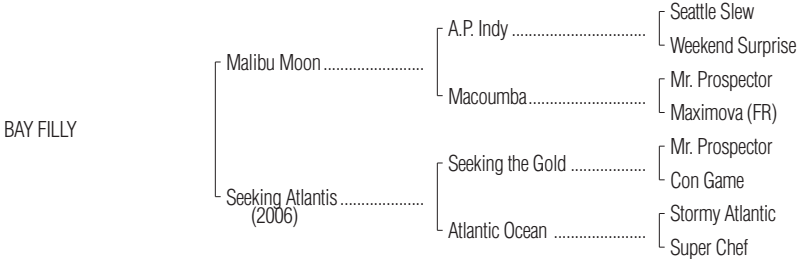 Seattle Slew
A.P. Indy ..............................
Weekend Surprise
Malibu Moon.......................
Mr. Prospector
Macoumba..........................
Maximova (FR)
BAY FILLY
Mr. Prospector
Seeking the Gold .................
Con Game
Seeking Atlantis ...................
(2006)
Stormy Atlantic
Atlantic Ocean .....................
Super Chef